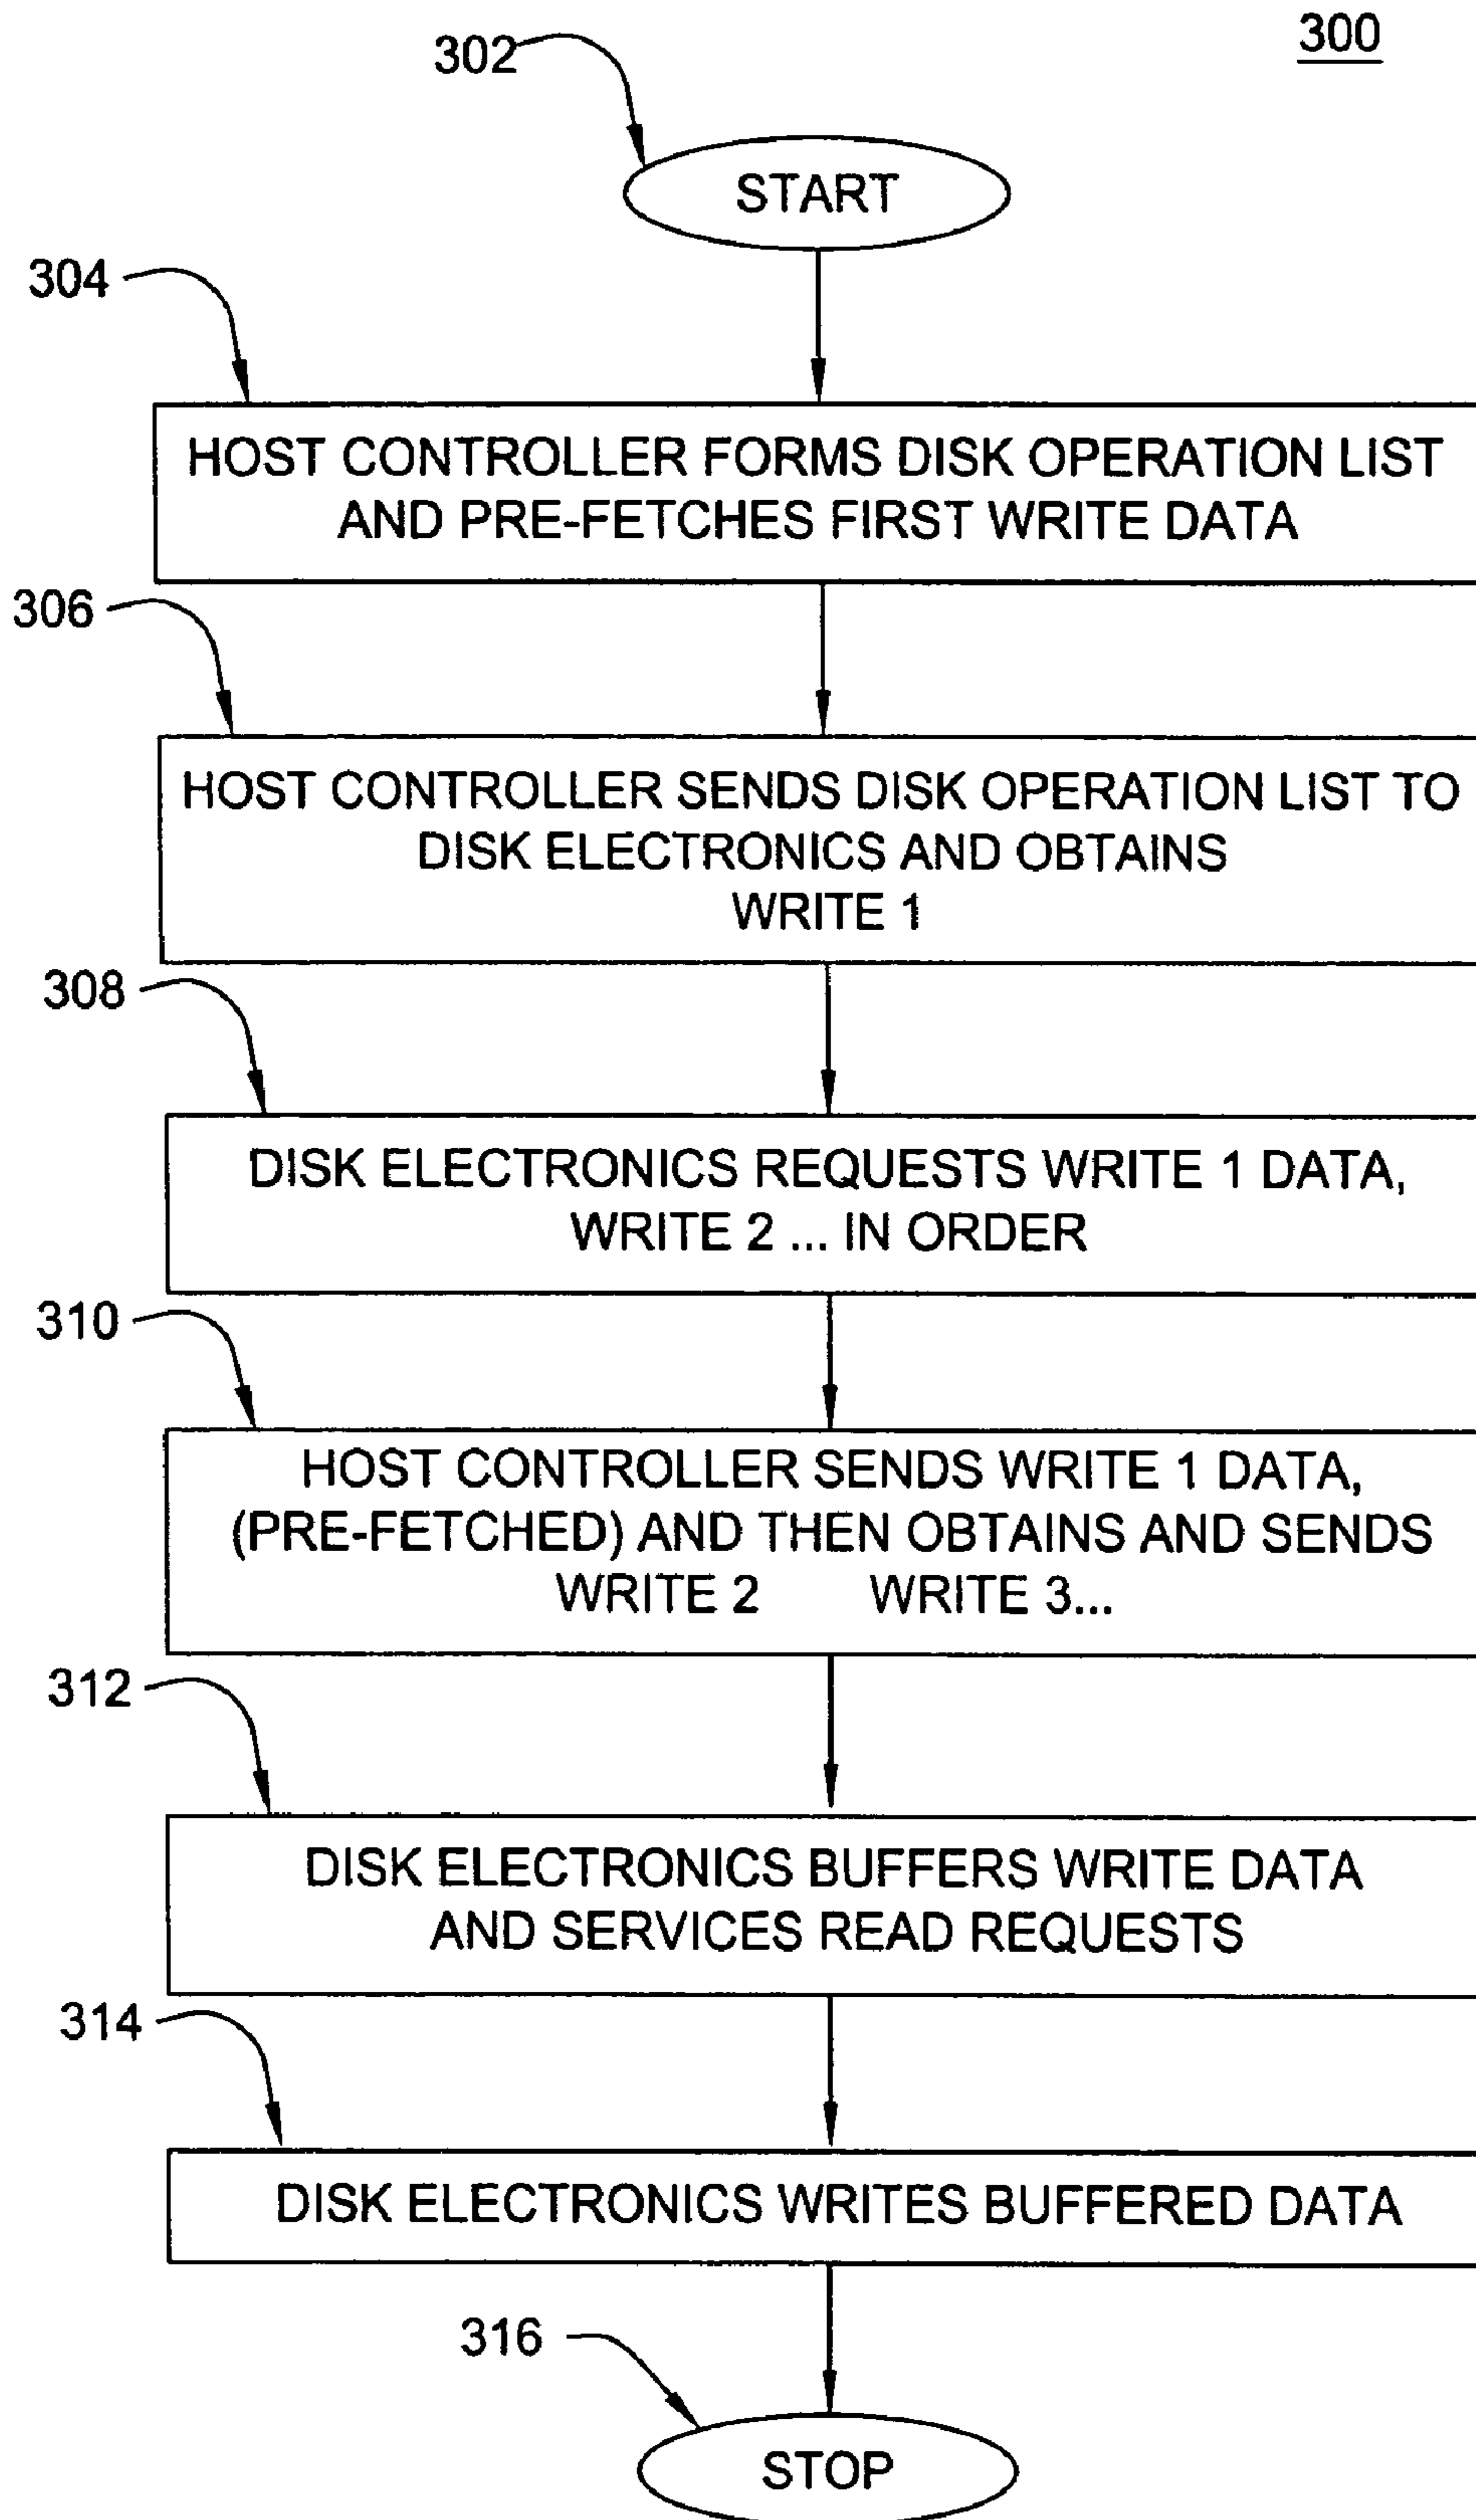 300
302
START
304
HOST CONTROLLER FORMS DISK OPERATION LIST
AND PRE-FETCHES FIRST WRITE DATA
306
HOST CONTROLLER SENDS DISK OPERATION LIST TO
DISK ELECTRONICS AND OBTAINS
WRITE 1
308
DISK ELECTRONICS REQUESTS WRITE 1 DATA,
WRITE 2 ... IN ORDER
310
HOST CONTROLLER SENDS WRITE 1 DATA,
(PRE-FETCHED) AND THEN OBTAINS AND SENDS
WRITE 2 WRITE 3...
312
DISK ELECTRONICS BUFFERS WRITE DATA
AND SERVICES READ REQUESTS
314
DISK ELECTRONICS WRITES BUFFERED DATA
316
STOP